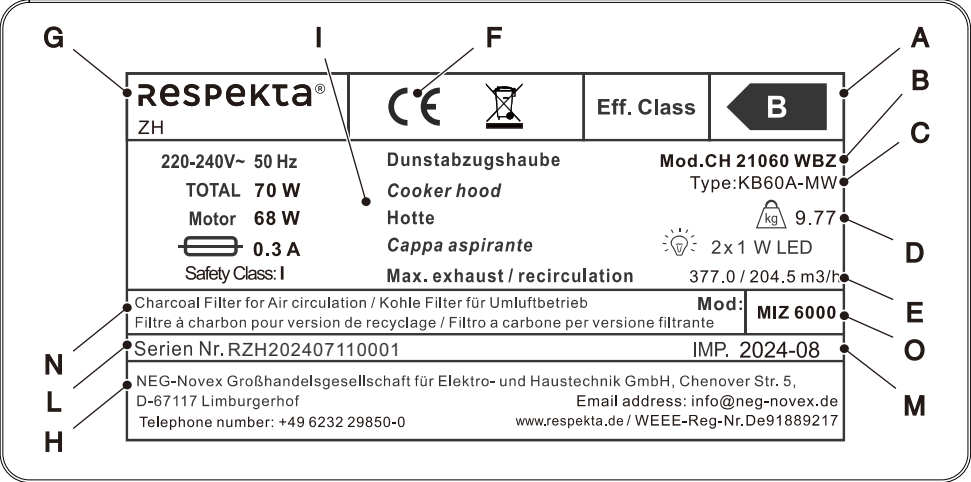 G I F A
Respekta®
ZH
CE
Eff. Class
B
B
C
220-240V~ 50 Hz
Dunstabzugshaube
Mod.CH 21060 WBZ
TOTAL 70 W
Cooker hood
Type:KB60A-MW
Motor 68 W
Hotte
kg 9.77
D
0.3 A
Cappa aspirante
2x1 W LED
Safety Class: I
Max. exhaust / recirculation
377.0 / 204.5 m3/h
E
N
Charcoal Filter for Air circulation / Kohle Filter für Umluftbetrieb
Filtre à charbon pour version de recyclage / Filtro a carbone per versione filtrante
Mod:
MIZ 6000
O
L
Serien Nr. RZH202407110001
IMP. 2024-08
M
H
NEG-Novex Großhandelsgesellschaft für Elektro- und Haustechnik GmbH, Chenover Str. 5,
D-67117 Limburgerhof
Email address: info@neg-novex.de
Telephone number: +49 6232 29850-0
www.respekta.de / WEEE-Reg-Nr.De91889217